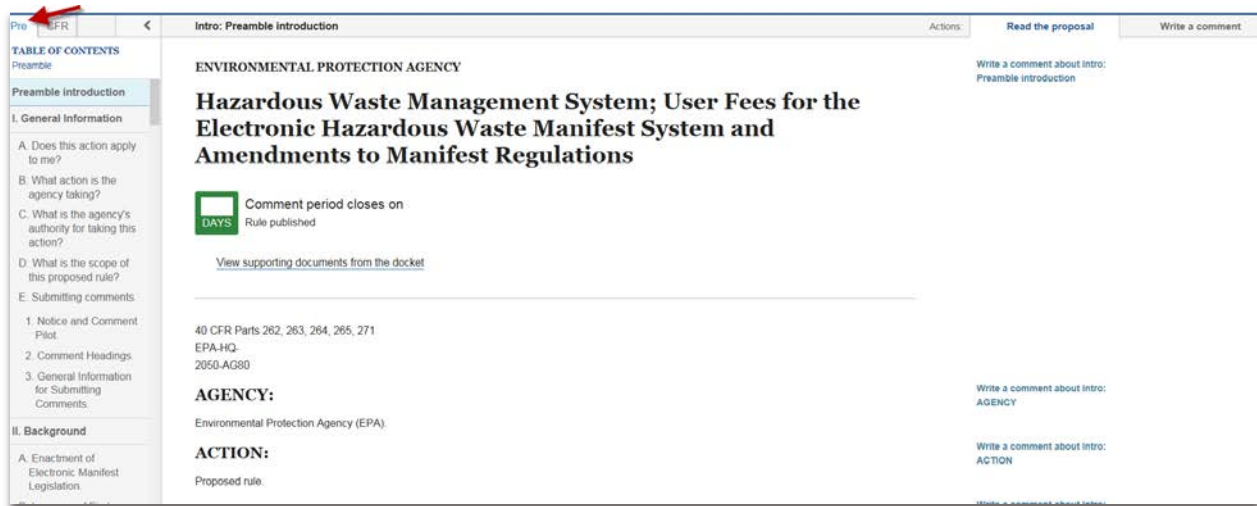 Pre CFR <
Intro: Preamble introduction
Actions:
Read the proposal
Write a comment
TABLE OF CONTENTS
Preamble
Preamble introduction
I. General Information
A. Does this action apply
to me?
B. What action is the
agency taking?
C. What is the agency's
authority for taking this
action?
D. What is the scope of
this proposed rule?
E. Submitting comments
1. Notice and Comment
Pilot.
2. Comment Headings.
3. General Information
for Submitting
Comments.
II. Background
A. Enactment of
Electronic Manifest
Legislation.
ENVIRONMENTAL PROTECTION AGENCY
Hazardous Waste Management System; User Fees for the
Electronic Hazardous Waste Manifest System and
Amendments to Manifest Regulations
DAYS
Comment period closes on
Rule published
View supporting documents from the docket
40 CFR Parts 262, 263, 264, 265, 271
EPA-HQ-
2050-AG80
AGENCY:
Environmental Protection Agency (EPA).
ACTION:
Proposed rule.
Write a comment about Intro:
Preamble introduction
Write a comment about Intro:
AGENCY
Write a comment about Intro:
ACTION
Write a comment about Intro: